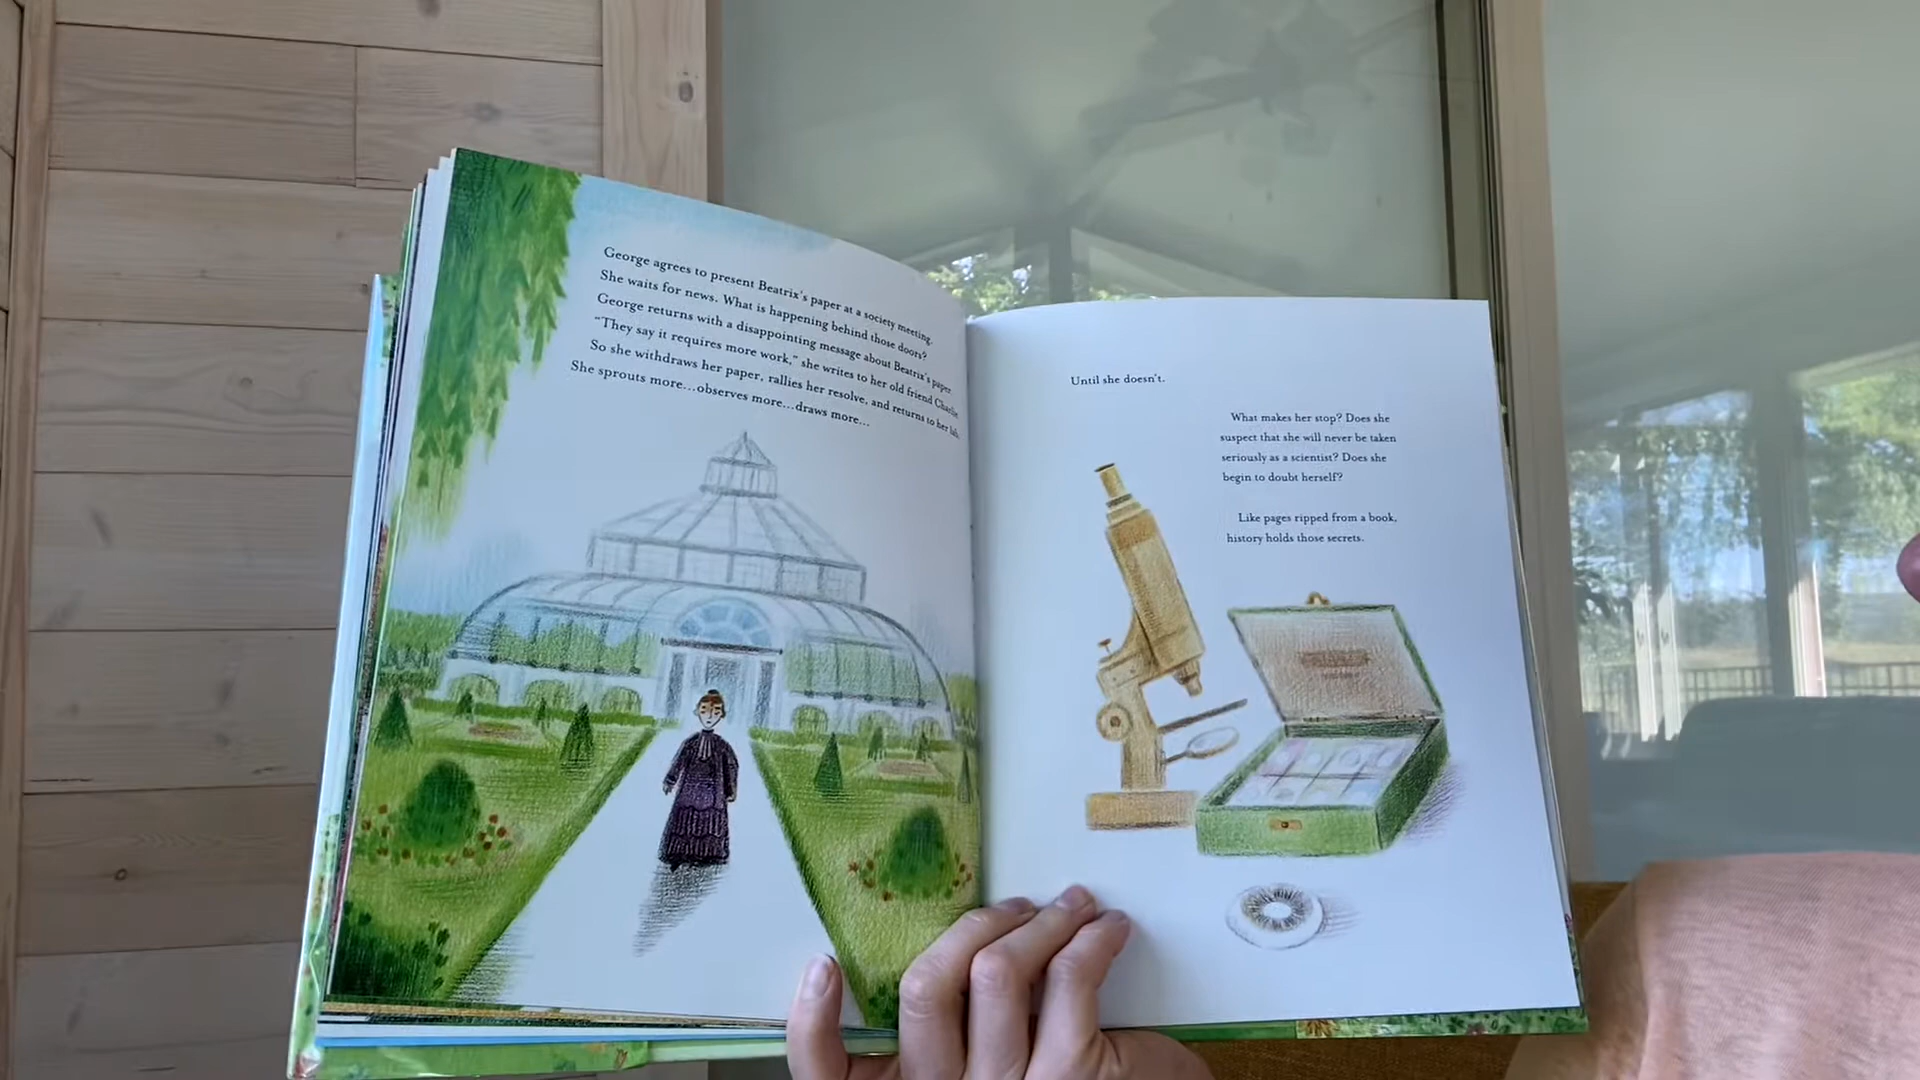 George agrees to present Beatrix's paper at a society meeting.
She waits for news. What is happening behind those doors?
George returns with a disappointing message about Beatrix's paper
"They say it requires more work," she writes to her old friend Charlie.
So she withdraws her paper, rallies her resolve, and returns to her lab.
She sprouts more…observes more…draws more…
Until she doesn't.
What makes her stop? Does she
suspect that she will never be taken
seriously as a scientist? Does she
begin to doubt herself?
Like pages ripped from a book,
history holds those secrets.